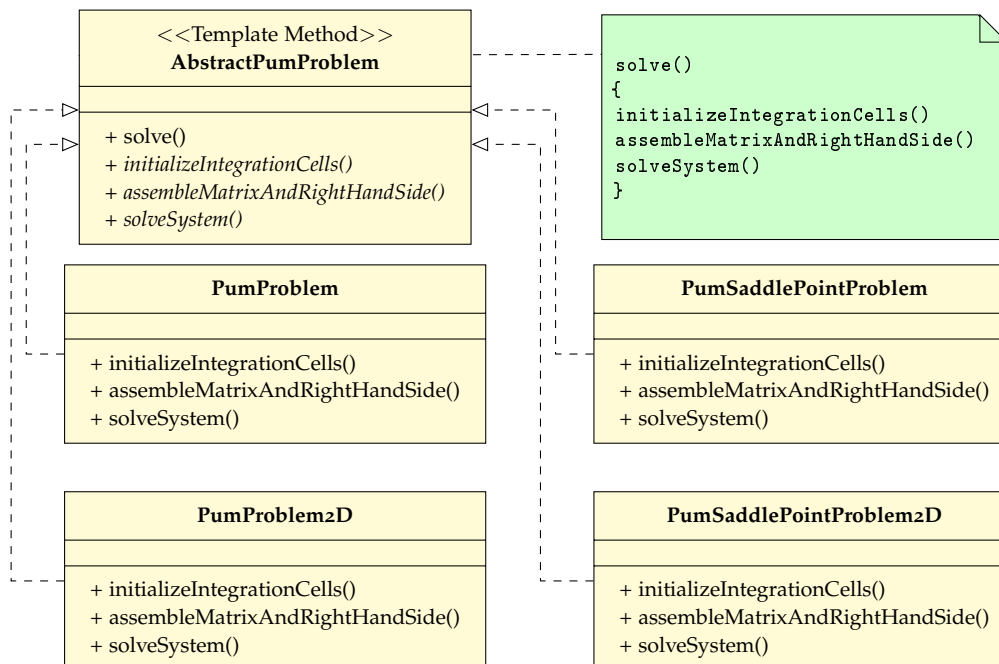 <<Template Method>>
AbstractPumProblem
+ solve()
+ initializeIntegrationCells()
+ assembleMatrixAndRightHandSide()
+ solveSystem()
solve()
{
initializeIntegrationCells()
assembleMatrixAndRightHandSide()
solveSystem()
}
PumProblem
+ initializeIntegrationCells()
+ assembleMatrixAndRightHandSide()
+ solveSystem()
PumSaddlePointProblem
+ initializeIntegrationCells()
+ assembleMatrixAndRightHandSide()
+ solveSystem()
PumProblem2D
+ initializeIntegrationCells()
+ assembleMatrixAndRightHandSide()
+ solveSystem()
PumSaddlePointProblem2D
+ initializeIntegrationCells()
+ assembleMatrixAndRightHandSide()
+ solveSystem()